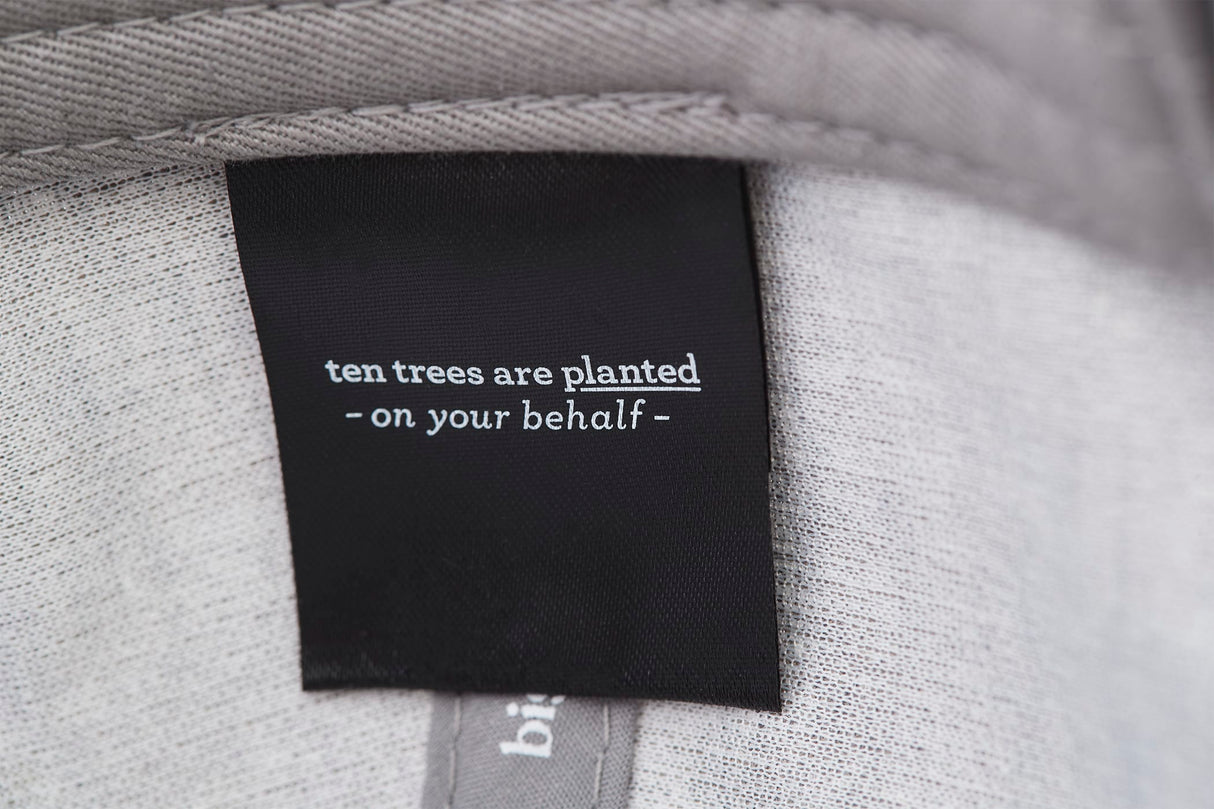 ten trees are planted
- on your behalf -